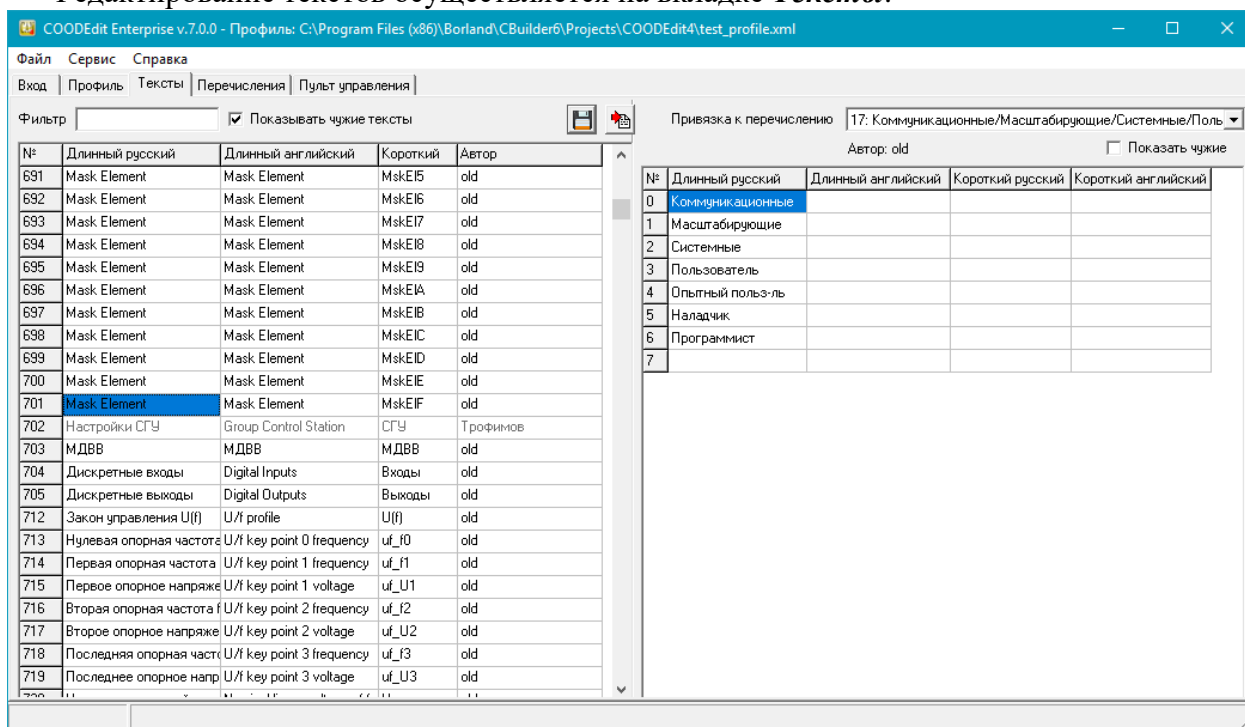 Редактирование текстов осуществляется на вкладке Тексты.
COODEdit Enterprise v.7.0.0 - Профиль: C:\Program Files (x86)\Borland\CBuilder6\Projects\COODEdit4\test_profile.xml
Файл Сервис Справка
Вход Профиль Тексты Перечисления Пульт управления
Фильтр Показывать чужие тексты
Привязка к перечислению 17: Коммуникационные/Масштабирующие/Системные/Поль
Автор: old Показать чужие
№ Длинный русский Длинный английский Короткий Автор
691 Mask Element Mask Element MskEl5 old
692 Mask Element Mask Element MskEl6 old
693 Mask Element Mask Element MskEl7 old
694 Mask Element Mask Element MskEl8 old
695 Mask Element Mask Element MskEl9 old
696 Mask Element Mask Element MskElA old
697 Mask Element Mask Element MskElB old
698 Mask Element Mask Element MskElC old
699 Mask Element Mask Element MskElD old
700 Mask Element Mask Element MskElE old
701 Mask Element Mask Element MskElF old
702 Настройки СГУ Group Control Station СГУ Трофимов
703 МДВВ МДВВ МДВВ old
704 Дискретные входы Digital Inputs Входы old
705 Дискретные выходы Digital Outputs Выходы old
712 Закон управления U(f) U/f profile U(f) old
713 Нулевая опорная частота U/f key point 0 frequency uf_f0 old
714 Первая опорная частота U/f key point 1 frequency uf_f1 old
715 Первое опорное напряже U/f key point 1 voltage uf_U1 old
716 Вторая опорная частота f U/f key point 2 frequency uf_f2 old
717 Второе опорное напряже U/f key point 2 voltage uf_U2 old
718 Последняя опорная часто U/f key point 3 frequency uf_f3 old
719 Последнее опорное напр U/f key point 3 voltage uf_U3 old
№ Длинный русский Длинный английский Короткий русский Короткий английский
0 Коммуникационные
1 Масштабирующие
2 Системные
3 Пользователь
4 Опытный польз-ль
5 Наладчик
6 Программист
7